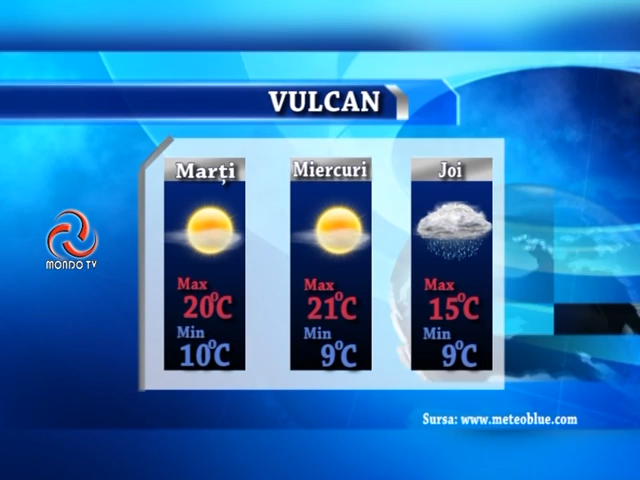 VULCAN
Marți
Miercuri
Joi
Max
20°C
Min
10°C
Max
21°C
Min
9°C
Max
15°C
Min
9°C
MONDO TV
Sursa: www.meteoblue.com